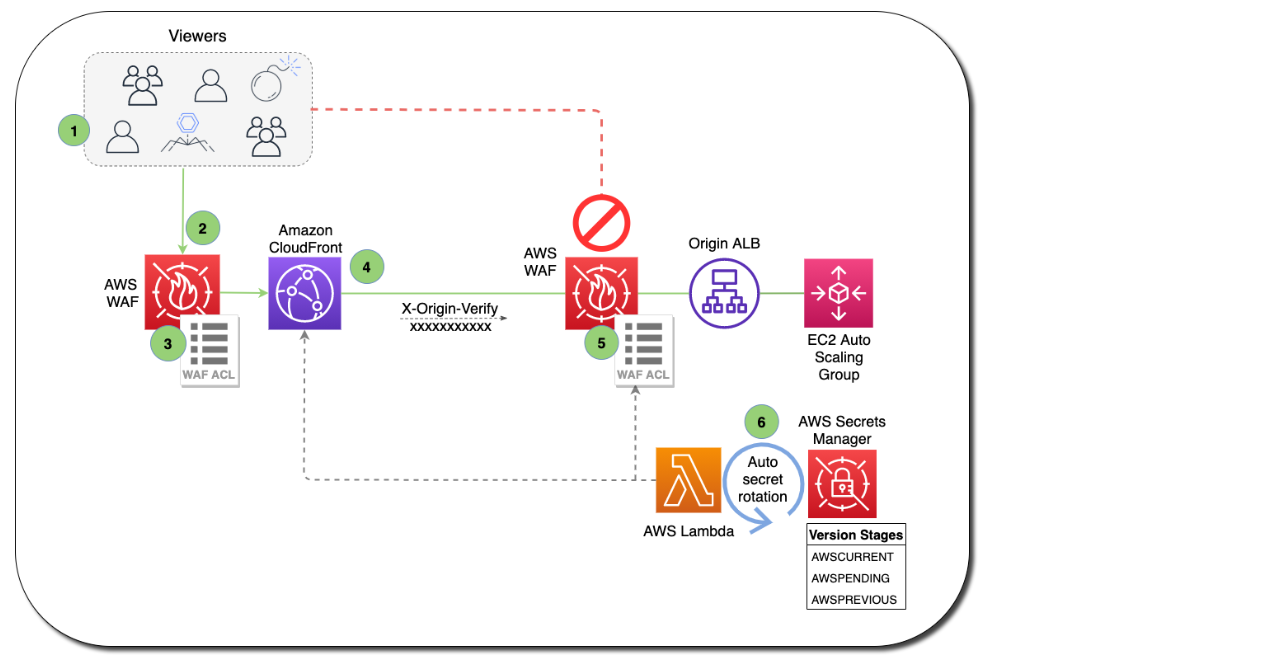 Viewers
1
2
Amazon
CloudFront
4
AWS
WAF
3
WAF ACL
X-Origin-Verify
xxxxxxxxxxx
AWS
WAF
5
WAF ACL
Origin ALB
EC2 Auto
Scaling
Group
6
AWS Secrets
Manager
Auto
secret
rotation
AWS Lambda
Version Stages
AWSCURRENT
AWSPENDING
AWSPREVIOUS